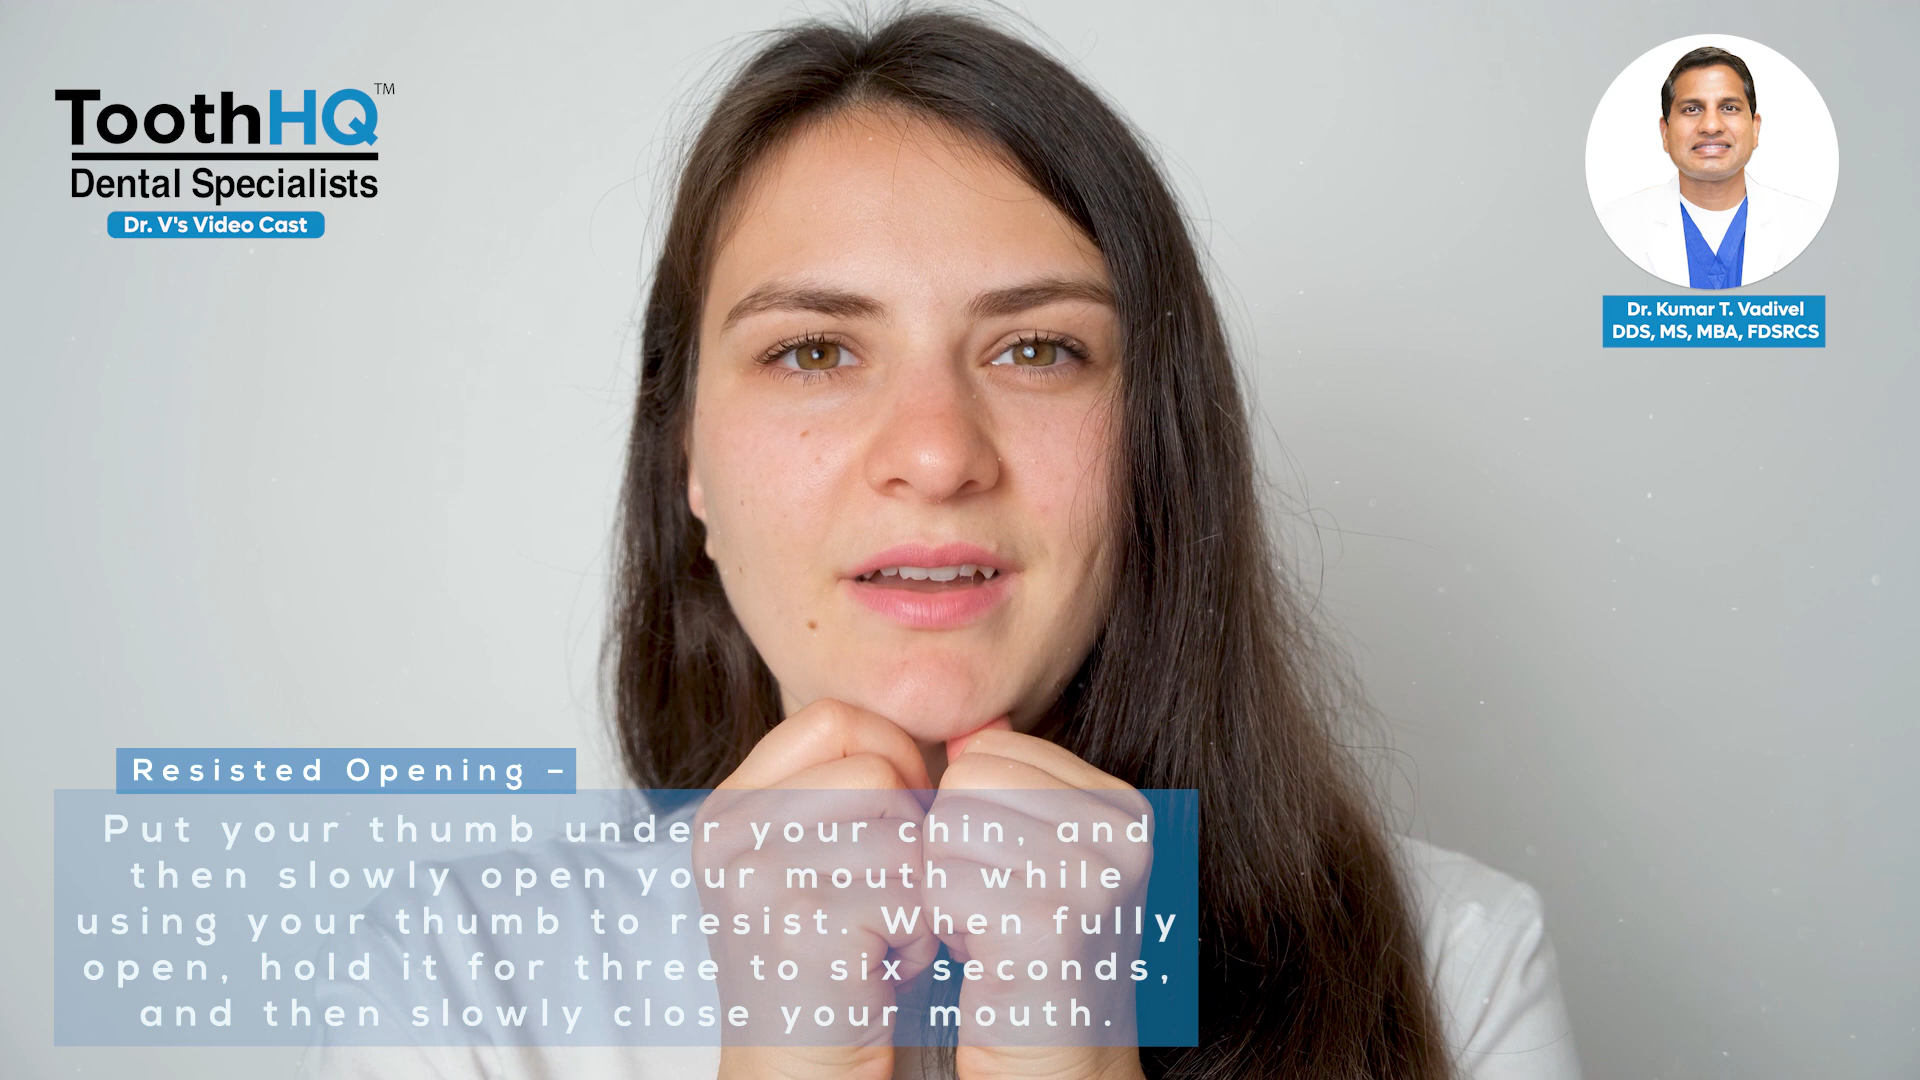 ToothHQ™
Dental Specialists
Dr. V's Video Cast
Dr. Kumar T. Vadivel
DDS, MS, MBA, FDSRCS
Resisted Opening –
Put your thumb under your chin, and
then slowly open your mouth while
using your thumb to resist. When fully
open, hold it for three to six seconds,
and then slowly close your mouth.